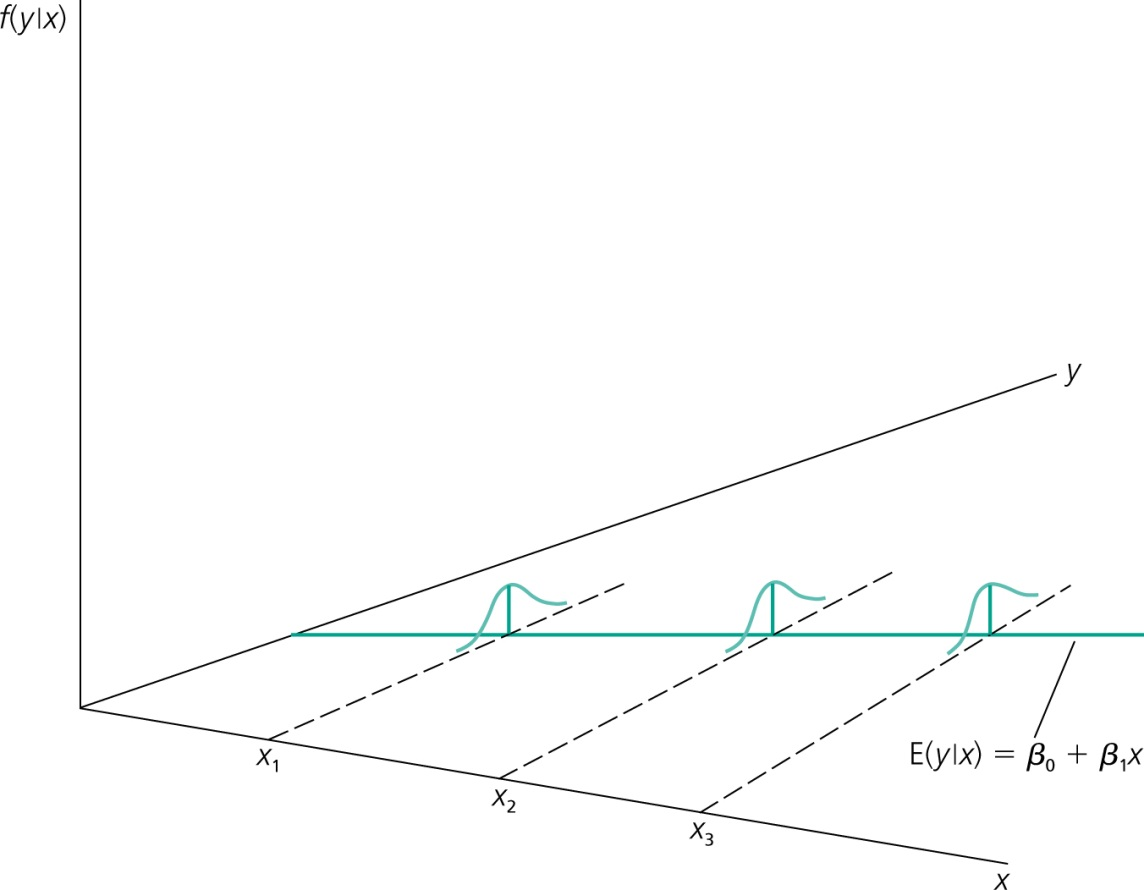 f(y|x)
y
x₁
x₂
x₃
E(y|x) = β₀ + β₁x
x